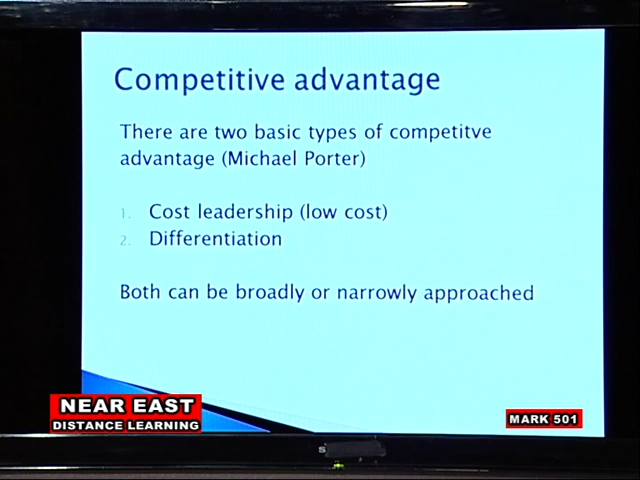 Competitive advantage
There are two basic types of competitve
advantage (Michael Porter)
1. Cost leadership (low cost)
2. Differentiation
Both can be broadly or narrowly approached
NEAR EAST
DISTANCE LEARNING
MARK 501